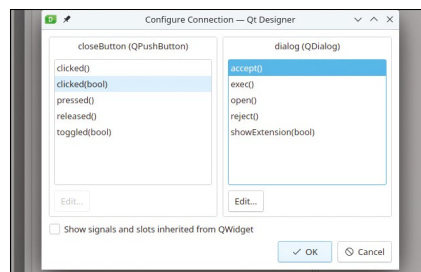 Configure Connection — Qt Designer
closeButton (QPushButton)
clicked()
clicked(bool)
pressed()
released()
toggled(bool)
Edit...
dialog (QDialog)
accept()
exec()
open()
reject()
showExtension(bool)
Edit...
Show signals and slots inherited from QWidget
OK
Cancel